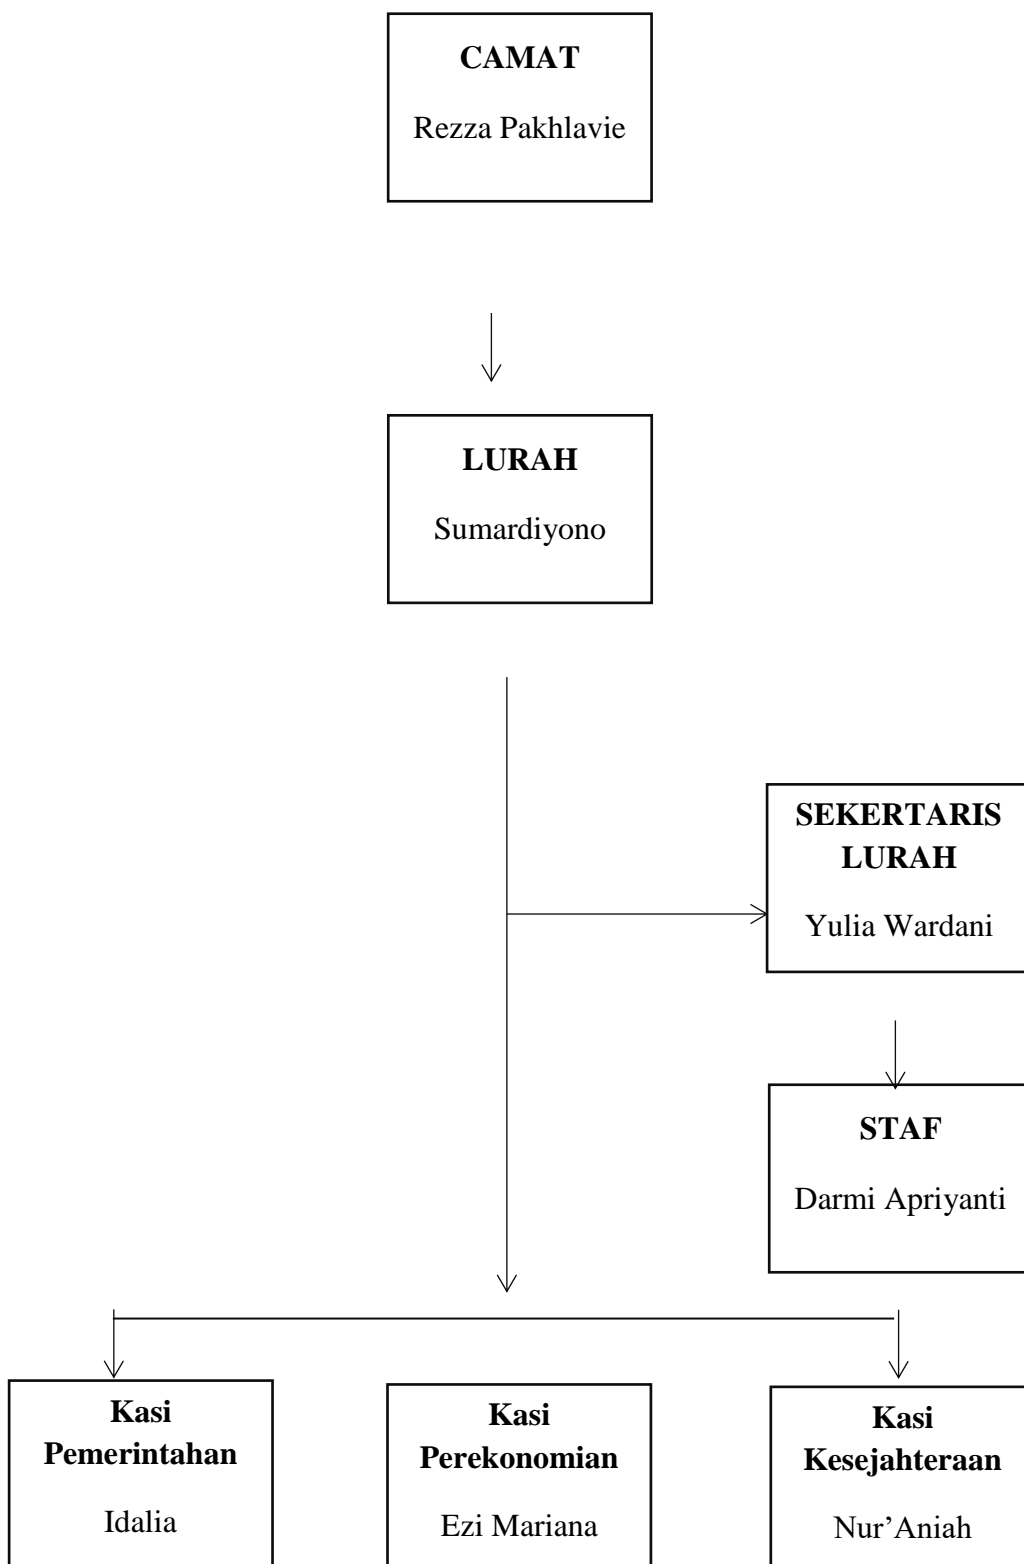 CAMAT
Rezza Pakhlavie
LURAH
Sumardiyono
SEKERTARIS
LURAH
Yulia Wardani
STAF
Darmi Apriyanti
Kasi
Pemerintahan
Idalia
Kasi
Perekonomian
Ezi Mariana
Kasi
Kesejahteraan
Nur’Aniah